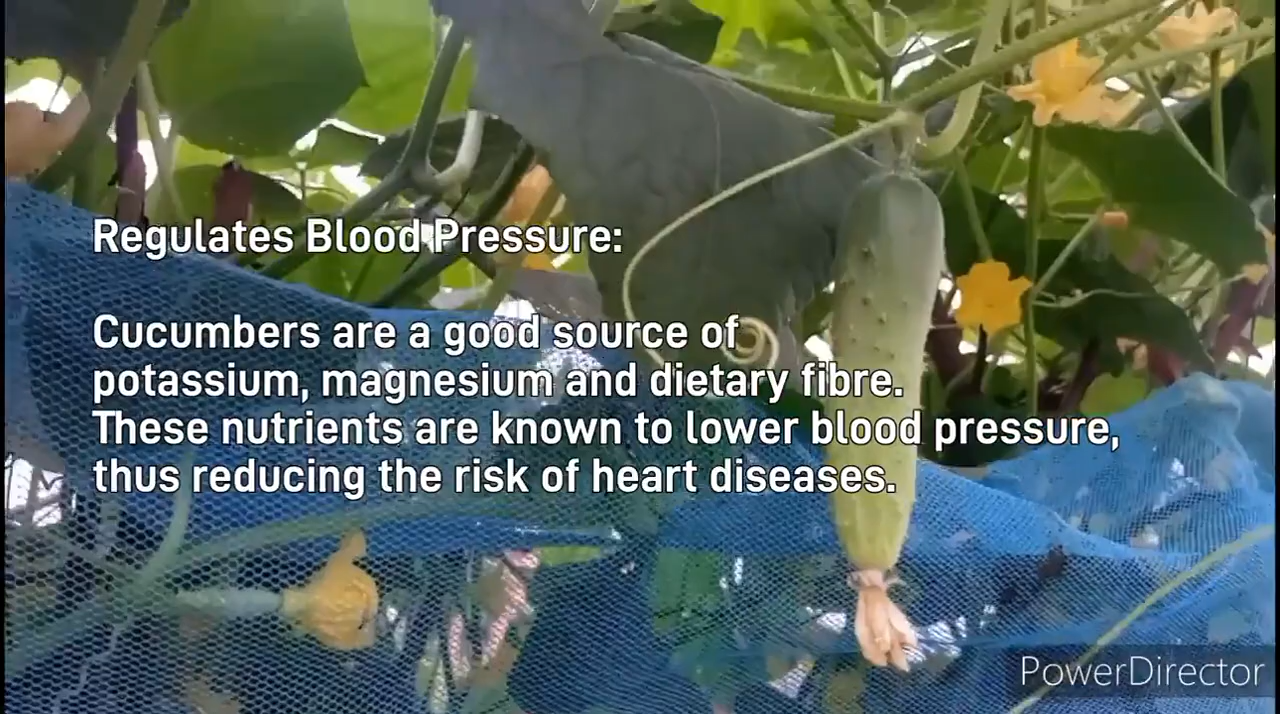 Regulates Blood Pressure:
Cucumbers are a good source of
potassium, magnesium and dietary fibre.
These nutrients are known to lower blood pressure,
thus reducing the risk of heart diseases.
PowerDirector